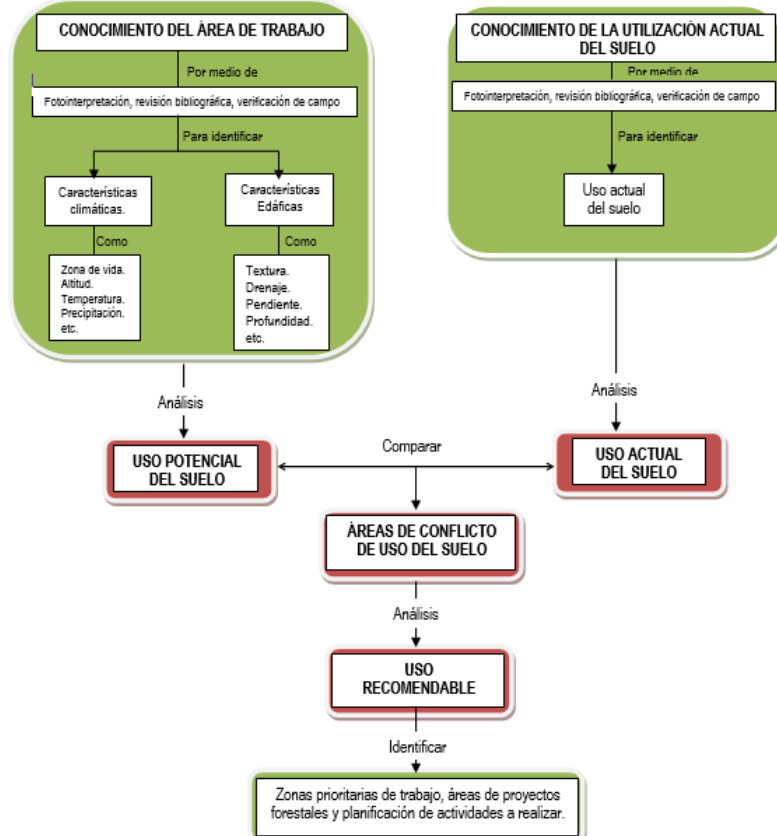 CONOCIMIENTO DEL ÁREA DE TRABAJO
Por medio de
Fotointerpretación, revisión bibliográfica, verificación de campo
Para identificar
Características
climáticas.
Características
Edáficas
Como
Como
Zona de vida.
Altitud.
Temperatura.
Precipitación.
etc.
Textura.
Drenaje.
Pendiente.
Profundidad.
etc.
CONOCIMIENTO DE LA UTILIZACIÓN ACTUAL
DEL SUELO
Por medio de
Fotointerpretación, revisión bibliográfica, verificación de campo
Para identificar
Uso actual
del suelo
Análisis
Análisis
USO POTENCIAL
DEL SUELO
Comparar
USO ACTUAL
DEL SUELO
ÁREAS DE CONFLICTO
DE USO DEL SUELO
Análisis
USO
RECOMENDABLE
Identificar
Zonas prioritarias de trabajo, áreas de proyectos
forestales y planificación de actividades a realizar.